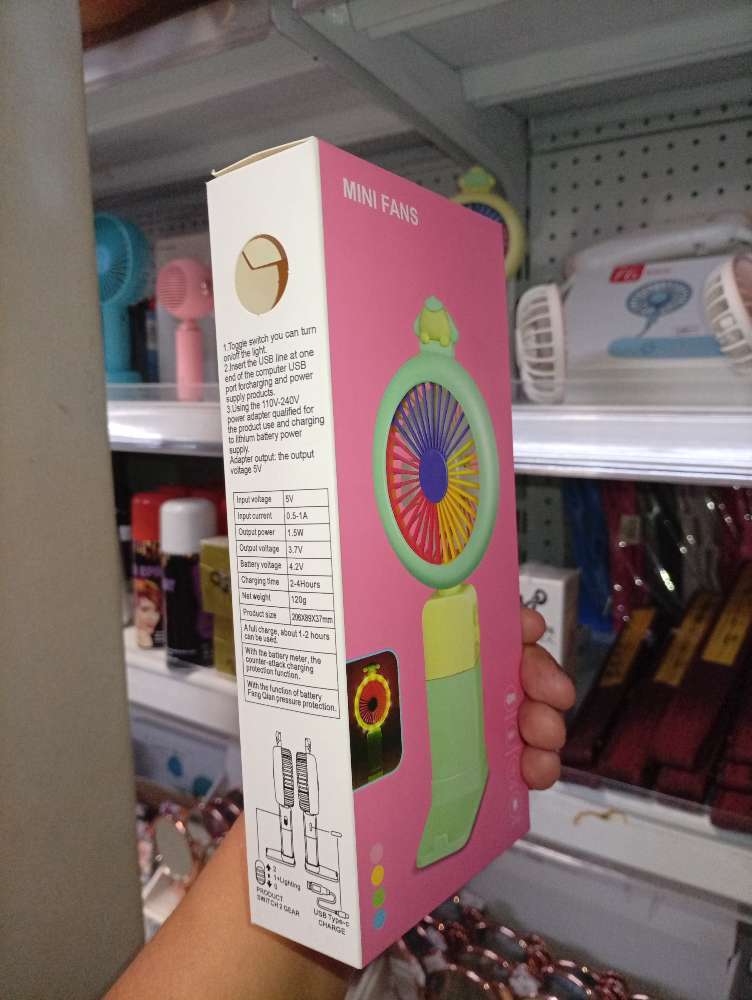 MINI FANS
1.Toggle switch you can turn
on/off the light.
2.Insert the USB line at one
end of the computer USB
port forcharging and power
supply products.
3.Using the 110V-240V
power adapter qualified for
the product use and charging
to lithium battery power
supply.
Adapter output: the output
voltage 5V
Input voltage 5V
Input current 0.5-1A
Output power 1.5W
Output voltage 3.7V
Battery voltage 4.2V
Charging time 2-4Hours
Net weight 120g
Product size 206X89X37mm
A full charge, about 1-2 hours
can be used.
With the battery meter, the
counter-attack charging
protection function.
With the function of battery
Fang Qian pressure protection.
2
1+Lighting
0
PRODUCT
SWITCH 2 GEAR
USB Type-c
CHARGE